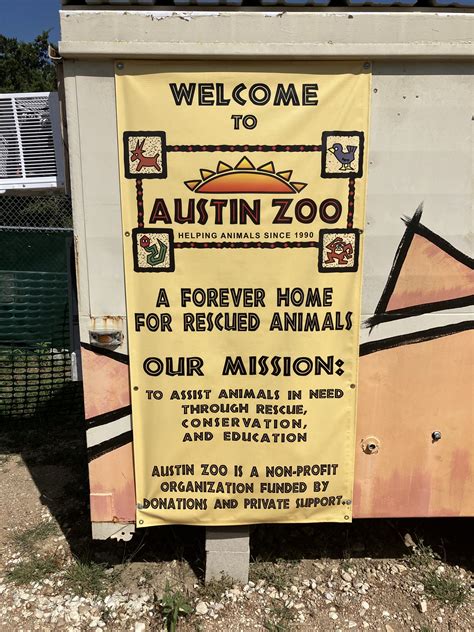 WELCOME
TO
AUSTIN ZOO
HELPING ANIMALS SINCE 1990
A FOREVER HOME
FOR RESCUED ANIMALS
OUR MISSION:
TO ASSIST ANIMALS IN NEED
THROUGH RESCUE,
CONSERVATION,
AND EDUCATION
AUSTIN ZOO IS A NON-PROFIT
ORGANIZATION FUNDED BY
DONATIONS AND PRIVATE SUPPORT.